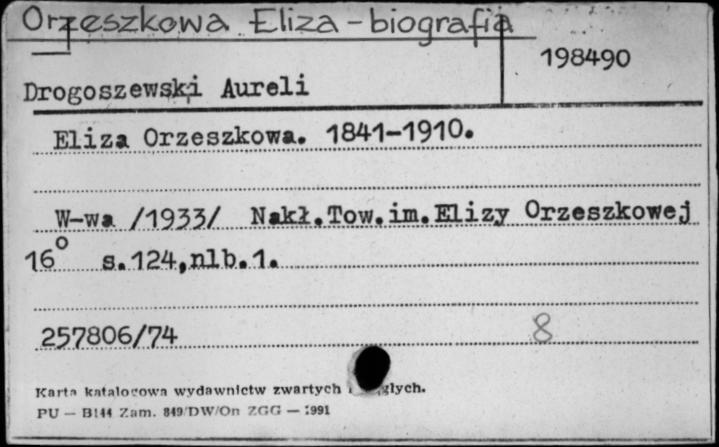 Orzeszkowa Eliza - biografia
198490
Drogoszewski Aureli
Eliza Orzeszkowa. 1841-1910.
W-wa /1933/ Nakł.Tow.im.Elizy Orzeszkowej
16° s.124,nlb.1.
257806/74 8
Karta katalogowa wydawnictw zwartych
PU — B144 Zam. 849/DW/On ZGG — 1991